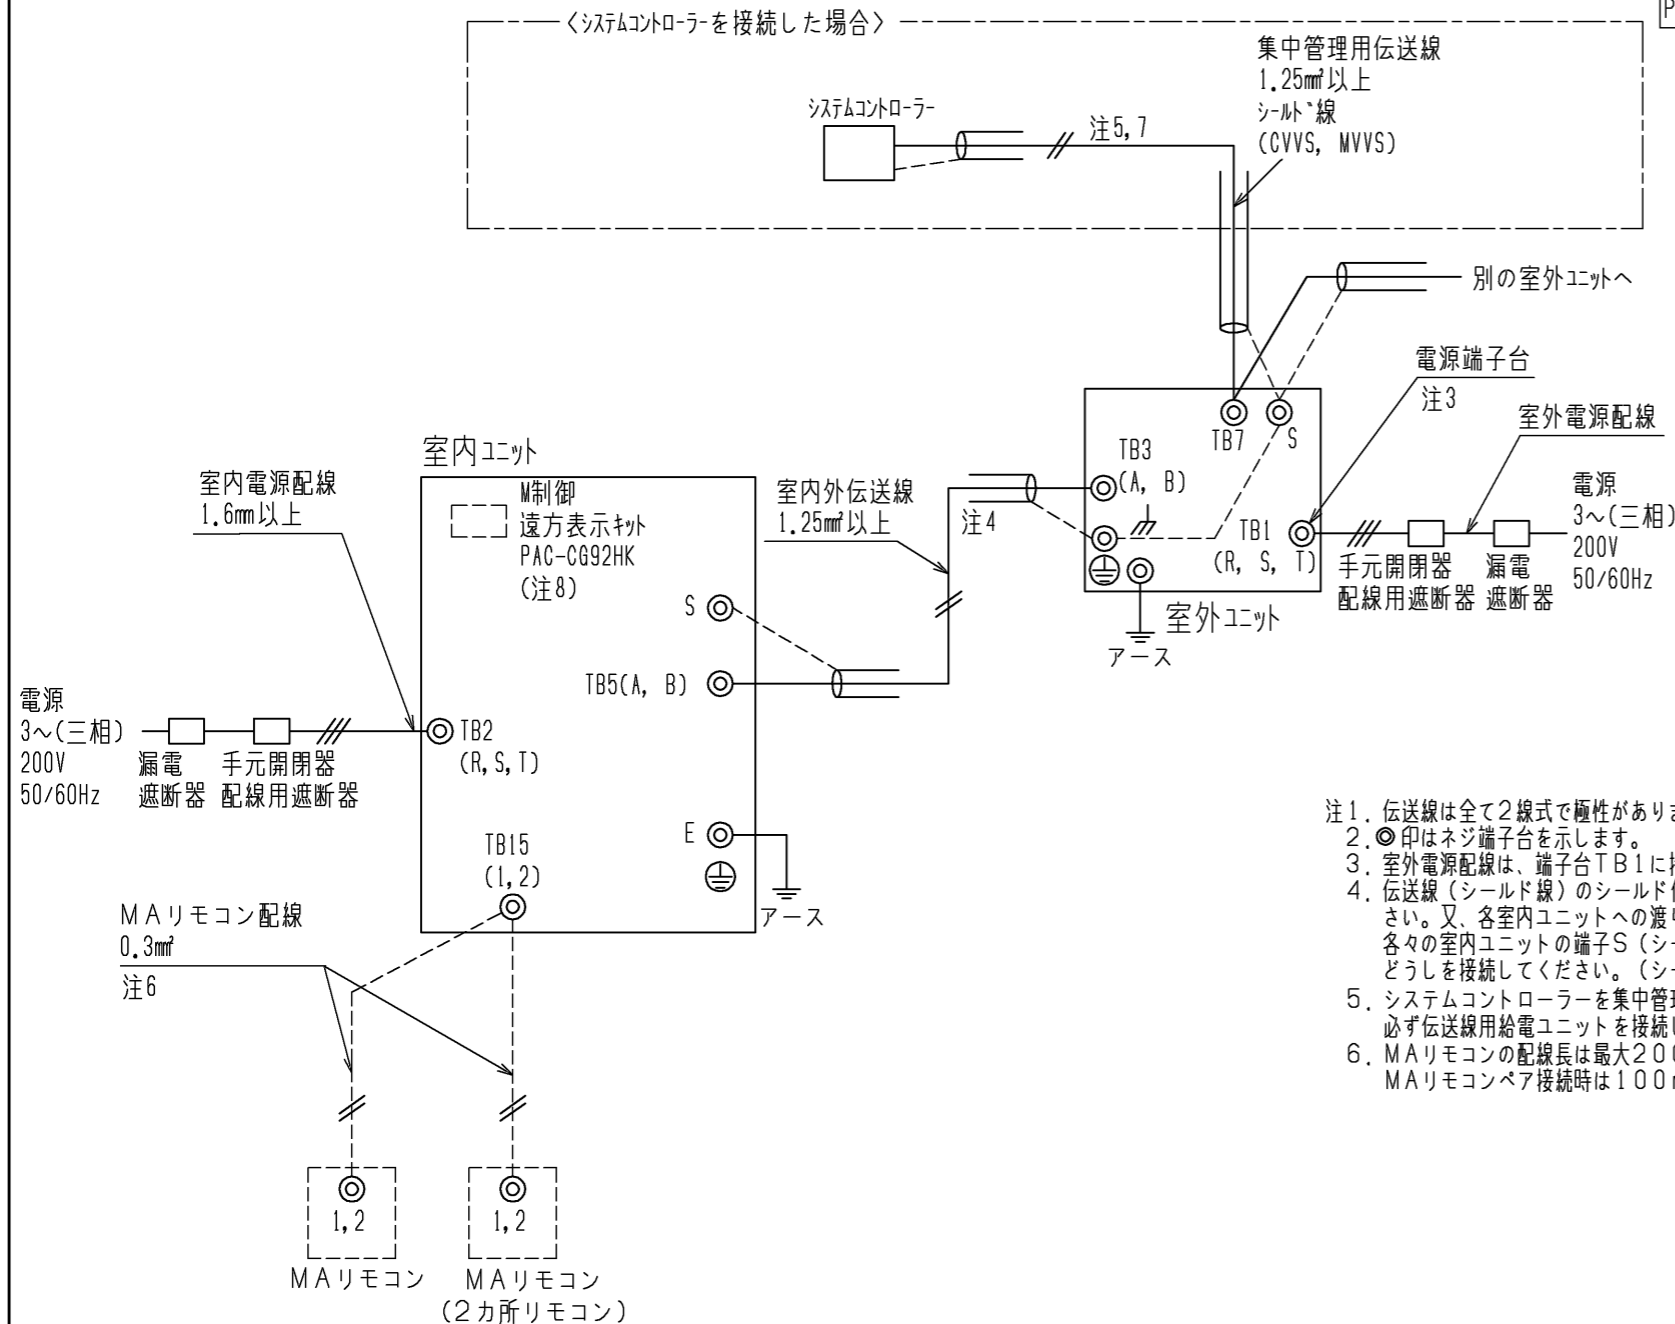 〈システムコントローラーを接続した場合〉
P
集中管理用伝送線
1.25㎟以上
シールド線
(CVVS, MVVS)
システムコントローラー
注5,7
別の室外ユニットへ
電源端子台
注3
室外電源配線
TB7
S
TB3
(A, B)
TB1
(R, S, T)
電源
3～(三相)
200V
50/60Hz
手元開閉器
配線用遮断器
漏電
遮断器
室外ユニット
アース
室内ユニット
室内電源配線
1.6mm以上
M制御
遠方表示キット
PAC-CG92HK
(注8)
室内外伝送線
1.25㎟以上
注4
S
TB5(A, B)
電源
3～(三相)
200V
50/60Hz
漏電
遮断器
手元開閉器
配線用遮断器
TB2
(R,S,T)
E
アース
TB15
(1,2)
MAリモコン配線
0.3㎟
注6
1,2
MAリモコン
1,2
MAリモコン
(2カ所リモコン)
注1. 伝送線は全て2線式で極性があり
2.◎印はネジ端子台を示します。
3. 室外電源配線は、端子台TB1に
4. 伝送線(シールド線)のシールド
さい。又、各室内ユニットへの渡
各々の室内ユニットの端子S(シ
どうしを接続してください。(シ
5. システムコントローラーを集中管
必ず伝送線用給電ユニットを接続
6. MAリモコンの配線長は最大200
MAリモコンペア接続時は100